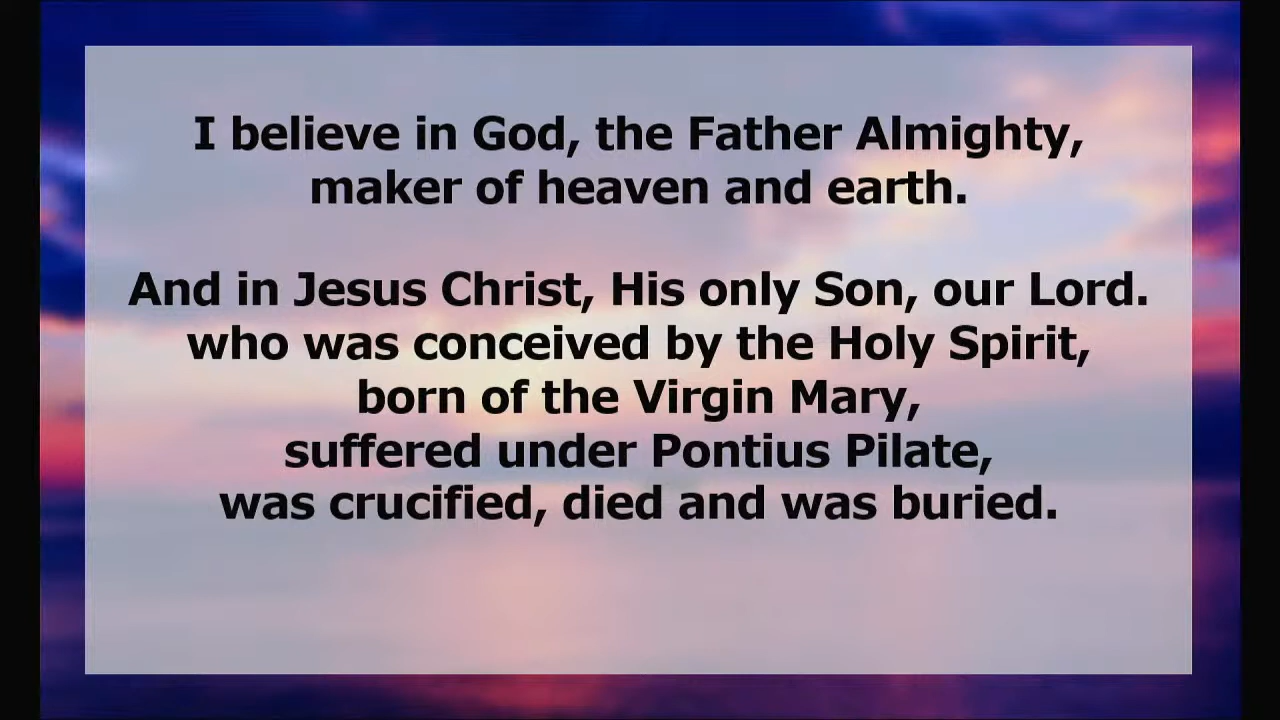 I believe in God, the Father Almighty,
maker of heaven and earth.
And in Jesus Christ, His only Son, our Lord.
who was conceived by the Holy Spirit,
born of the Virgin Mary,
suffered under Pontius Pilate,
was crucified, died and was buried.